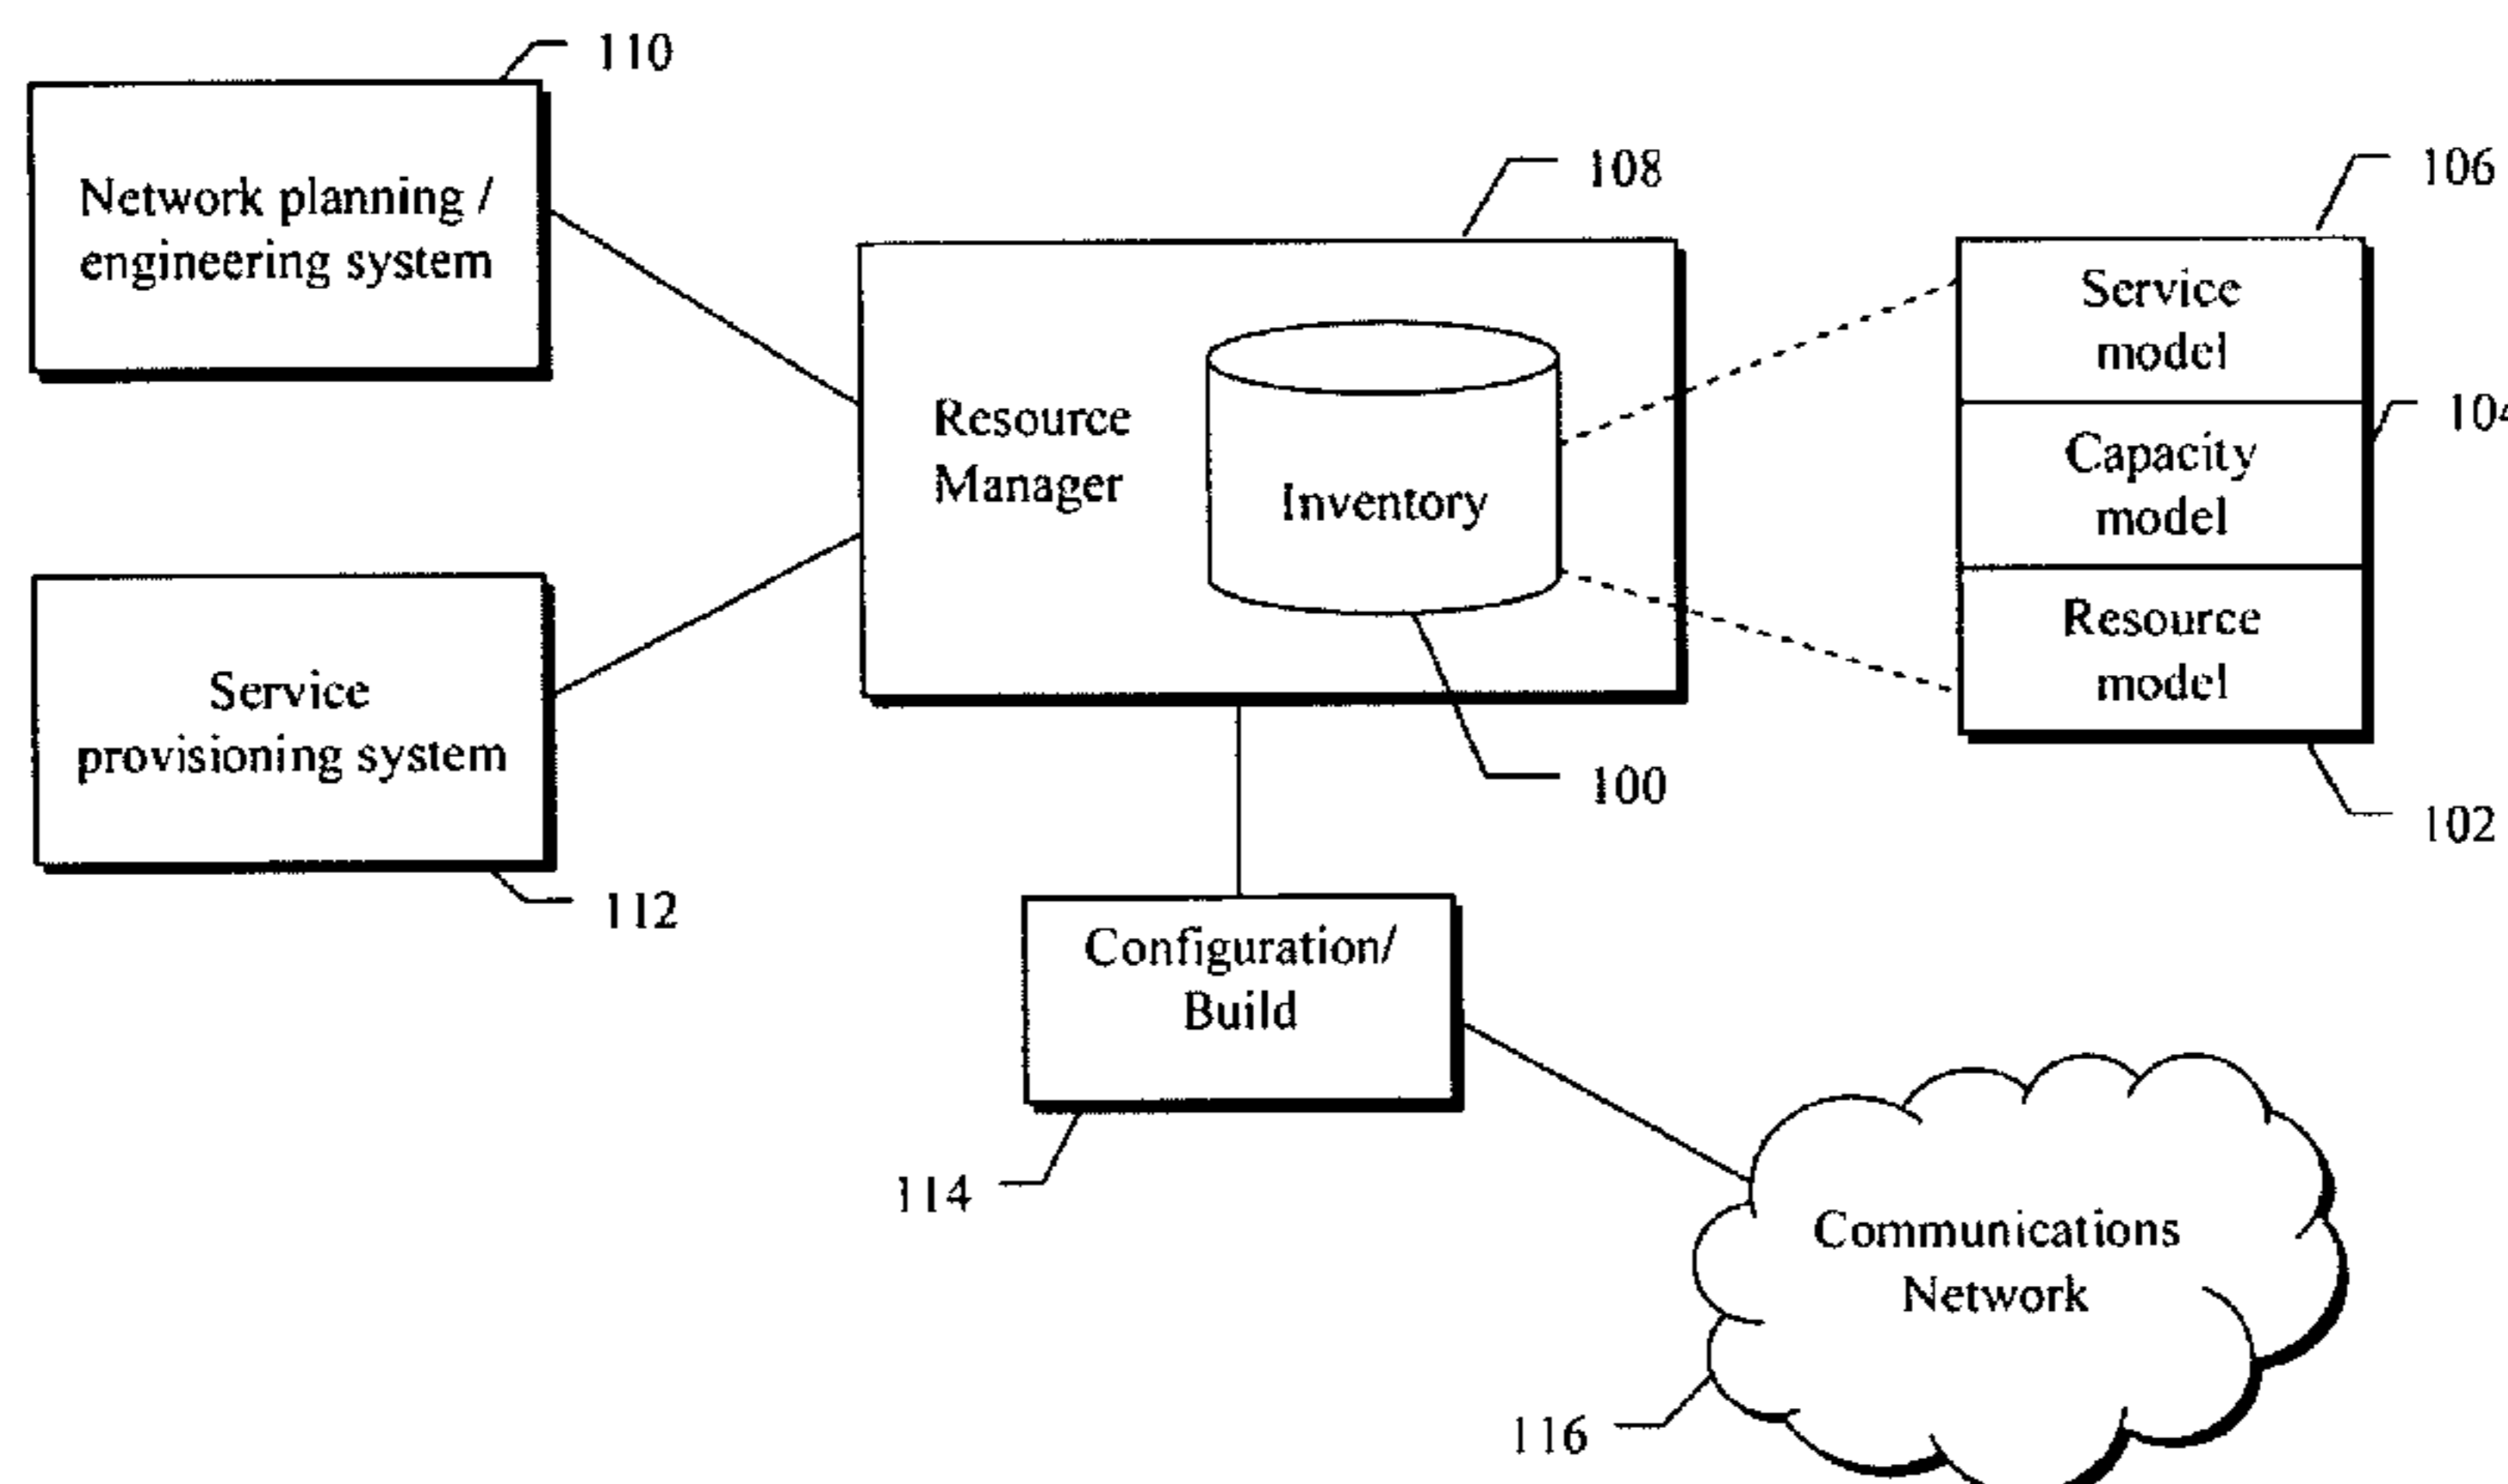 110
Network planning /
engineering system
108
106
Resource
Manager
Inventory
Service
model
104
Capacity
model
Resource
model
100
102
Service
provisioning system
112
Configuration/
Build
114
Communications
Network
116